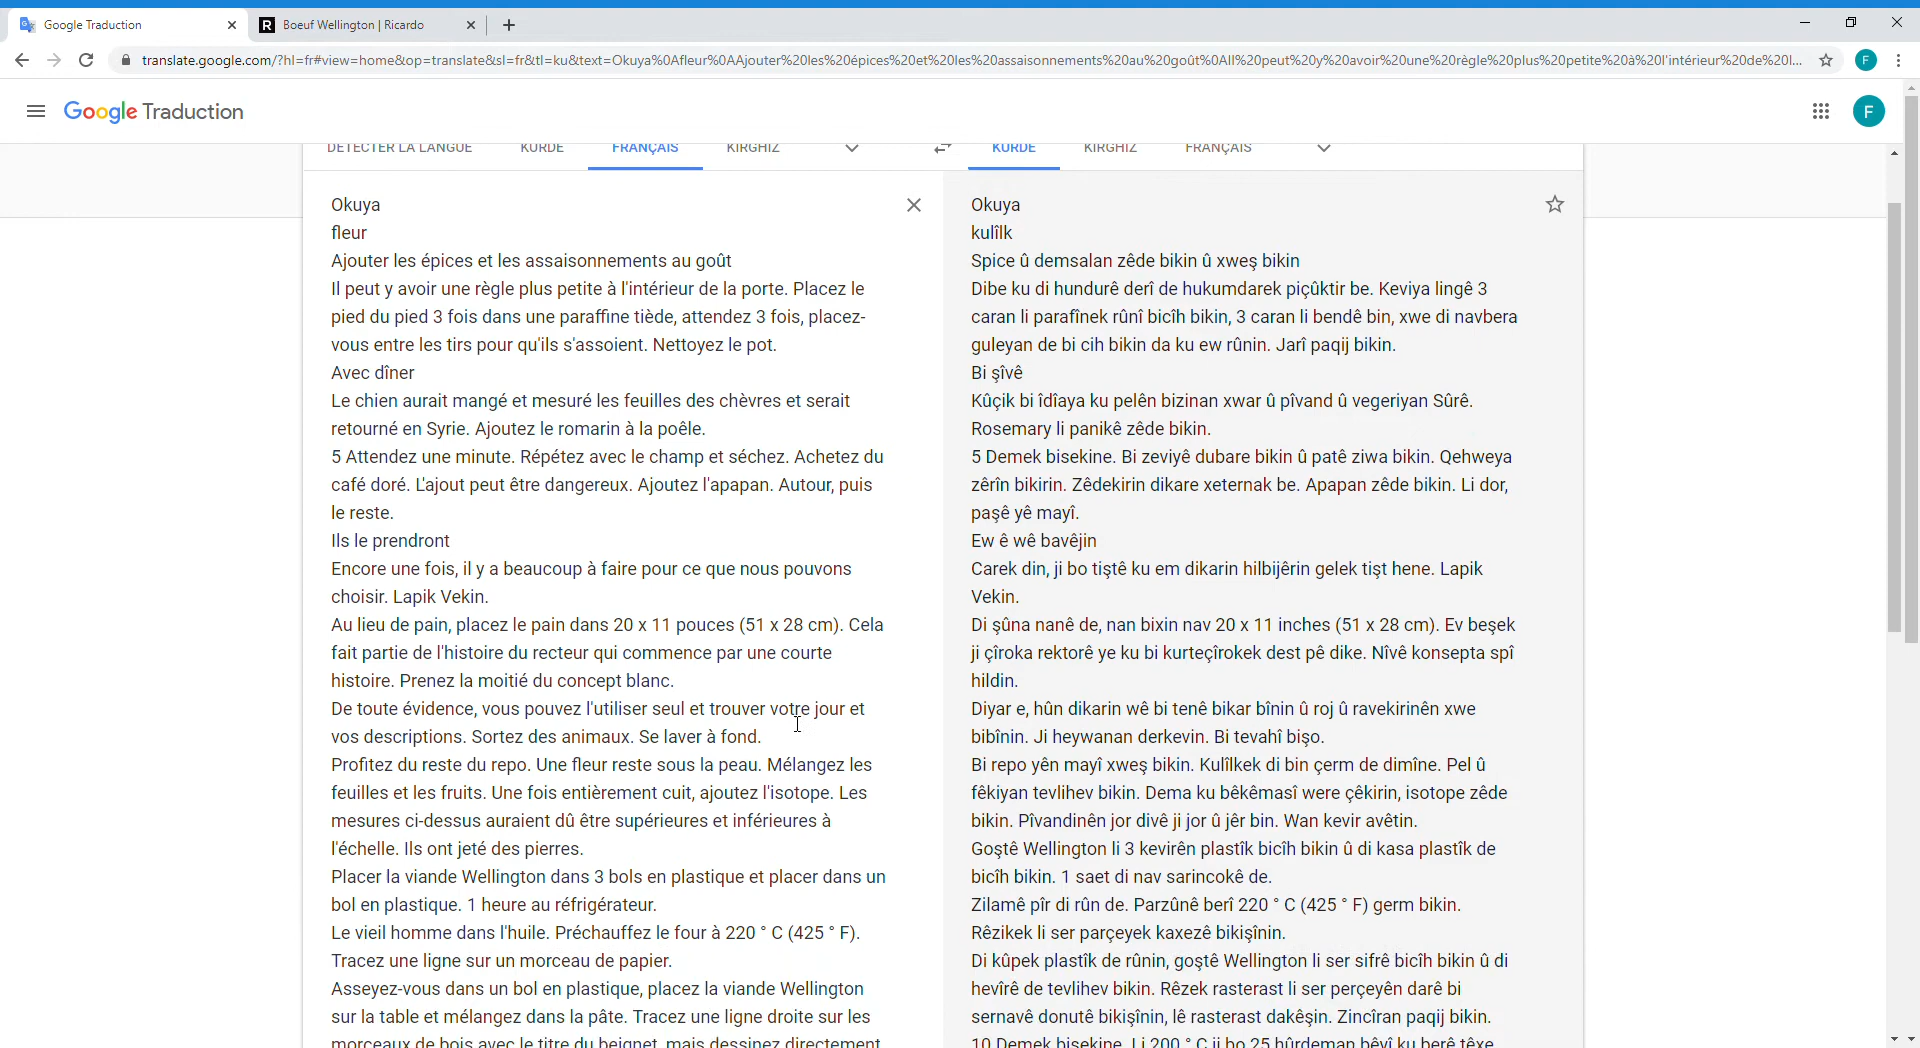 Google Traduction
Boeuf Wellington | Ricardo
translate.google.com/?hl=fr#view=home&op=translate&sl=fr&tl=ku&text=Okuya%0Afleur%0AAjouter%20les%20épices%20et%20les%20assaisonnements%20au%20goût%0AIl%20peut%20y%20avoir%20une%20règle%20plus%20petite%20à%20l'intérieur%20de%20l...
F
Google Traduction
F
DÉTECTER LA LANGUE
KURDE
FRANÇAIS
KIRGHIZ
KURDE
KIRGHIZ
FRANÇAIS
Okuya
fleur
Ajouter les épices et les assaisonnements au goût
Il peut y avoir une règle plus petite à l'intérieur de la porte. Placez le
pied du pied 3 fois dans une paraffine tiède, attendez 3 fois, placez-
vous entre les tirs pour qu'ils s'assoient. Nettoyez le pot.
Avec dîner
Le chien aurait mangé et mesuré les feuilles des chèvres et serait
retourné en Syrie. Ajoutez le romarin à la poêle.
5 Attendez une minute. Répétez avec le champ et séchez. Achetez du
café doré. L'ajout peut être dangereux. Ajoutez l'apapan. Autour, puis
le reste.
Ils le prendront
Encore une fois, il y a beaucoup à faire pour ce que nous pouvons
choisir. Lapik Vekin.
Au lieu de pain, placez le pain dans 20 x 11 pouces (51 x 28 cm). Cela
fait partie de l'histoire du recteur qui commence par une courte
histoire. Prenez la moitié du concept blanc.
De toute évidence, vous pouvez l'utiliser seul et trouver votre jour et
vos descriptions. Sortez des animaux. Se laver à fond.
Profitez du reste du repo. Une fleur reste sous la peau. Mélangez les
feuilles et les fruits. Une fois entièrement cuit, ajoutez l'isotope. Les
mesures ci-dessus auraient dû être supérieures et inférieures à
l'échelle. Ils ont jeté des pierres.
Placer la viande Wellington dans 3 bols en plastique et placer dans un
bol en plastique. 1 heure au réfrigérateur.
Le vieil homme dans l'huile. Préchauffez le four à 220 ° C (425 ° F).
Tracez une ligne sur un morceau de papier.
Asseyez-vous dans un bol en plastique, placez la viande Wellington
sur la table et mélangez dans la pâte. Tracez une ligne droite sur les
morceaux de bois avec le titre du beignet, mais dessinez directement
Okuya
kulîlk
Spice û demsalan zêde bikin û xweş bikin
Dibe ku di hundurê derî de hukumdarek piçûktir be. Keviya lingê 3
caran li parafînek rûnî bicîh bikin, 3 caran li bendê bin, xwe di navbera
guleyan de bi cih bikin da ku ew rûnin. Jarî paqij bikin.
Bi şîvê
Kûçik bi îdîaya ku pelên bizinan xwar û pîvand û vegeriyan Sûrê.
Rosemary li panikê zêde bikin.
5 Demek bisekine. Bi zeviyê dubare bikin û patê ziwa bikin. Qehweya
zêrîn bikirin. Zêdekirin dikare xeternak be. Apapan zêde bikin. Li dor,
paşê yê mayî.
Ew ê wê bavêjin
Carek din, ji bo tiştê ku em dikarin hilbijêrin gelek tişt hene. Lapik
Vekin.
Di şûna nanê de, nan bixin nav 20 x 11 inches (51 x 28 cm). Ev beşek
ji çîroka rektorê ye ku bi kurteçîrokek dest pê dike. Nîvê konsepta spî
hildin.
Diyar e, hûn dikarin wê bi tenê bikar bînin û roj û ravekirinên xwe
bibînin. Ji heywanan derkevin. Bi tevahî bişo.
Bi repo yên mayî xweş bikin. Kulîlkek di bin çerm de dimîne. Pel û
fêkiyan tevlihev bikin. Dema ku bêkêmasî were çêkirin, isotope zêde
bikin. Pîvandinên jor divê ji jor û jêr bin. Wan kevir avêtin.
Goştê Wellington li 3 kevirên plastîk bicîh bikin û di kasa plastîk de
bicîh bikin. 1 saet di nav sarincokê de.
Zilamê pîr di rûn de. Parzûnê berî 220 ° C (425 ° F) germ bikin.
Rêzikek li ser parçeyek kaxezê bikişînin.
Di kûpek plastîk de rûnin, goştê Wellington li ser sifrê bicîh bikin û di
hevîrê de tevlihev bikin. Rêzek rasterast li ser perçeyên darê bi
sernavê donutê bikişînin, lê rasterast dakêşin. Zincîran paqij bikin.
10 Demek bisekine. Li 200 ° C ji bo 25 hûrdeman bêyî ku berê têxe